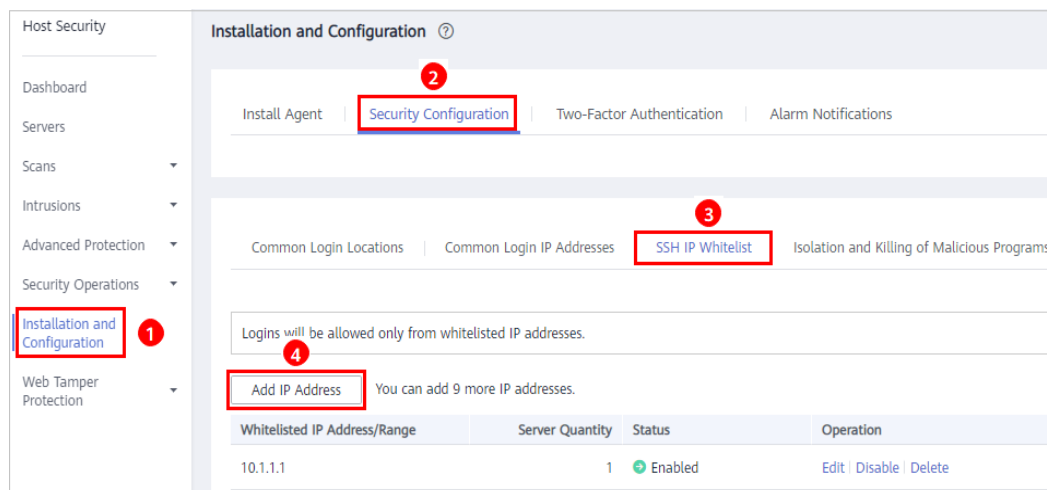 Host Security
Installation and Configuration ?
Dashboard
Servers
Scans
Intrusions
Advanced Protection
Security Operations
Installation and
Configuration
1
Web Tamper
Protection
2
Install Agent
Security Configuration
Two-Factor Authentication
Alarm Notifications
3
Common Login Locations
Common Login IP Addresses
SSH IP Whitelist
Isolation and Killing of Malicious Programs
Logins will be allowed only from whitelisted IP addresses.
4
Add IP Address
You can add 9 more IP addresses.
Whitelisted IP Address/Range Server Quantity Status Operation
10.1.1.1 1 Enabled Edit Disable Delete